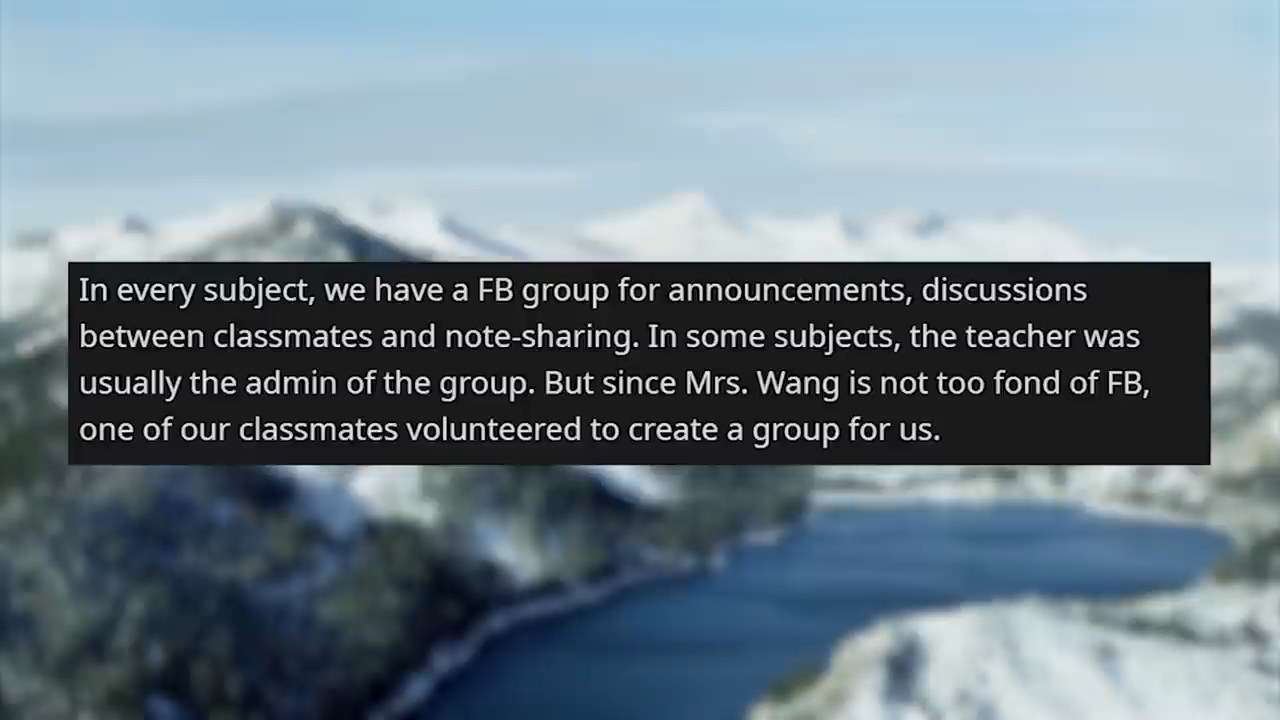 In every subject, we have a FB group for announcements, discussions
between classmates and note-sharing. In some subjects, the teacher was
usually the admin of the group. But since Mrs. Wang is not too fond of FB,
one of our classmates volunteered to create a group for us.